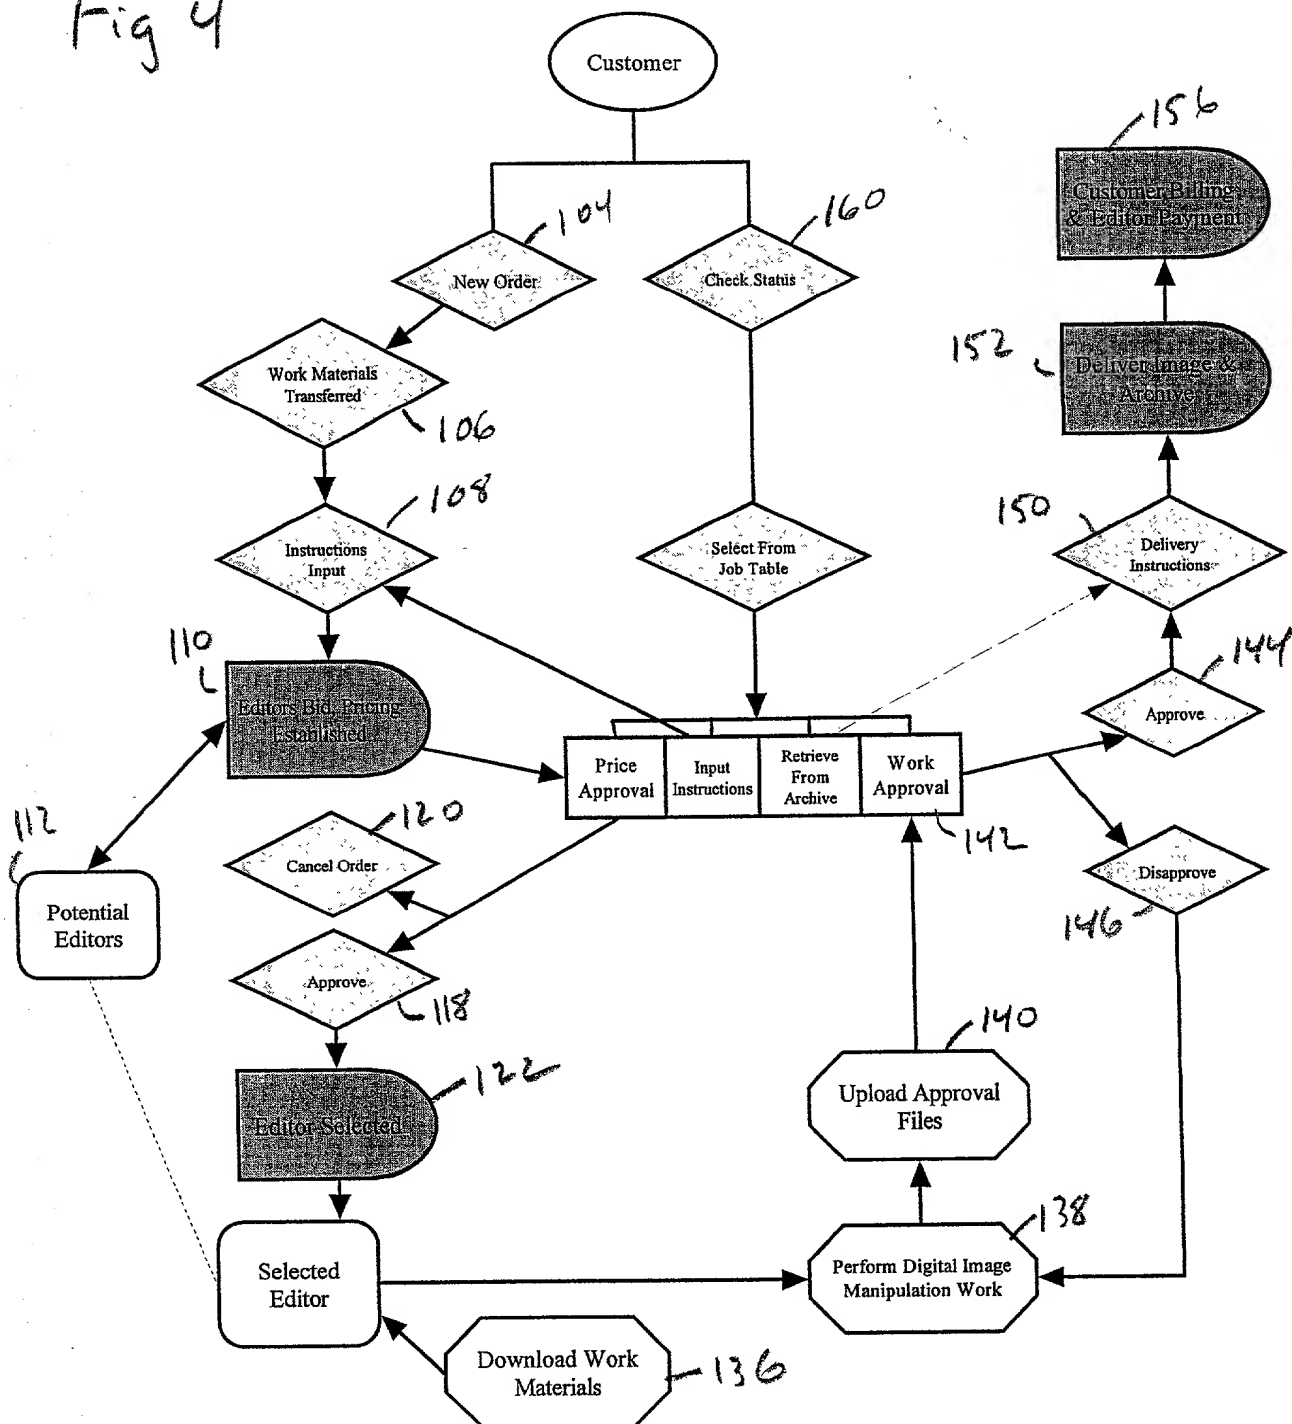 Fig 4
Customer
156
Customer Billing
& Editor Payment
104
160
New Order
Check Status
152
Deliver Image &
Archive
Work Materials
Transferred
106
108
150
Instructions
Input
Select From
Job Table
Delivery
Instructions
110
144
Editors Bid, Pricing
Established
Approve
Price
Approval
Input
Instructions
Retrieve
From
Archive
Work
Approval
142
112
120
Cancel Order
Disapprove
146
Potential
Editors
Approve
118
140
122
Upload Approval
Files
Editor Selected
138
Selected
Editor
Perform Digital Image
Manipulation Work
Download Work
Materials
136